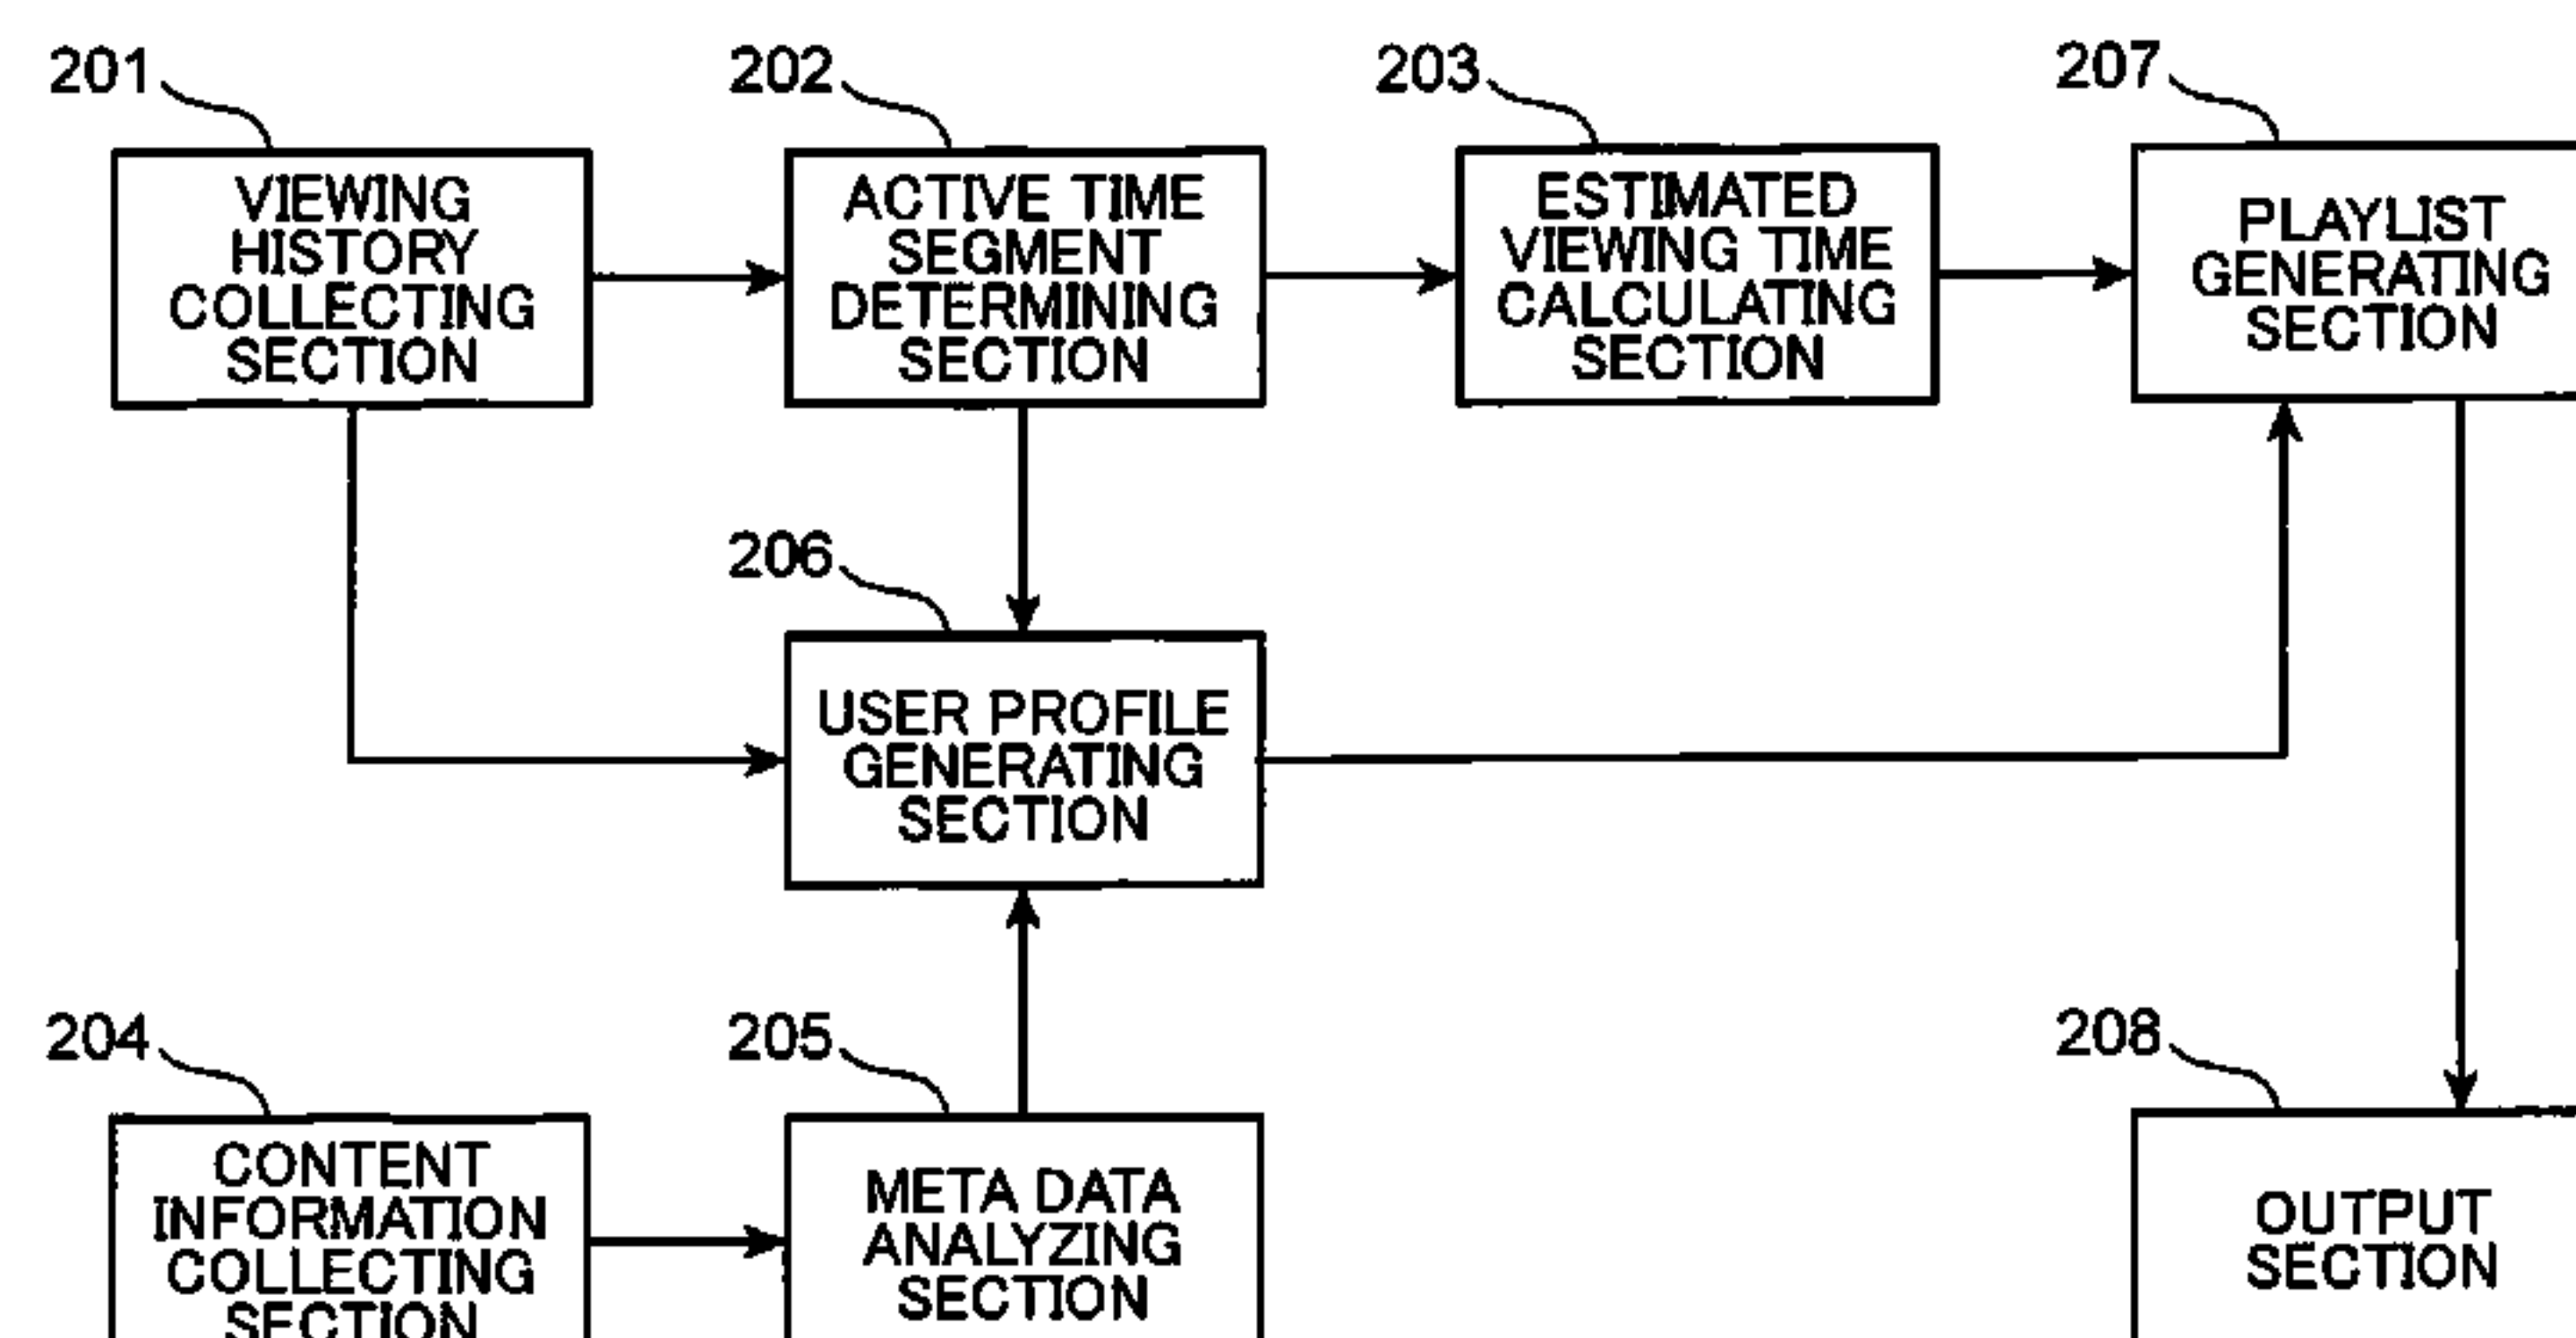 201
VIEWING
HISTORY
COLLECTING
SECTION
202
ACTIVE TIME
SEGMENT
DETERMINING
SECTION
203
ESTIMATED
VIEWING TIME
CALCULATING
SECTION
207
PLAYLIST
GENERATING
SECTION
206
USER PROFILE
GENERATING
SECTION
204
CONTENT
INFORMATION
COLLECTING
SECTION
205
META DATA
ANALYZING
SECTION
208
OUTPUT
SECTION